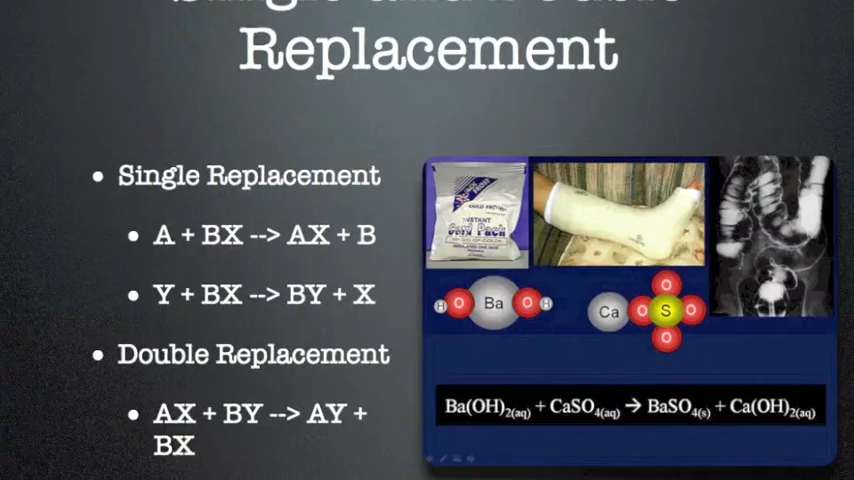 Replacement
• Single Replacement
• A + BX --> AX + B
• Y + BX --> BY + X
• Double Replacement
• AX + BY --> AY +
BX
INSTANT
Cold Pack
H O Ba O H
O
Ca O S O
O
Ba(OH)2(aq) + CaSO4(aq) → BaSO4(s) + Ca(OH)2(aq)